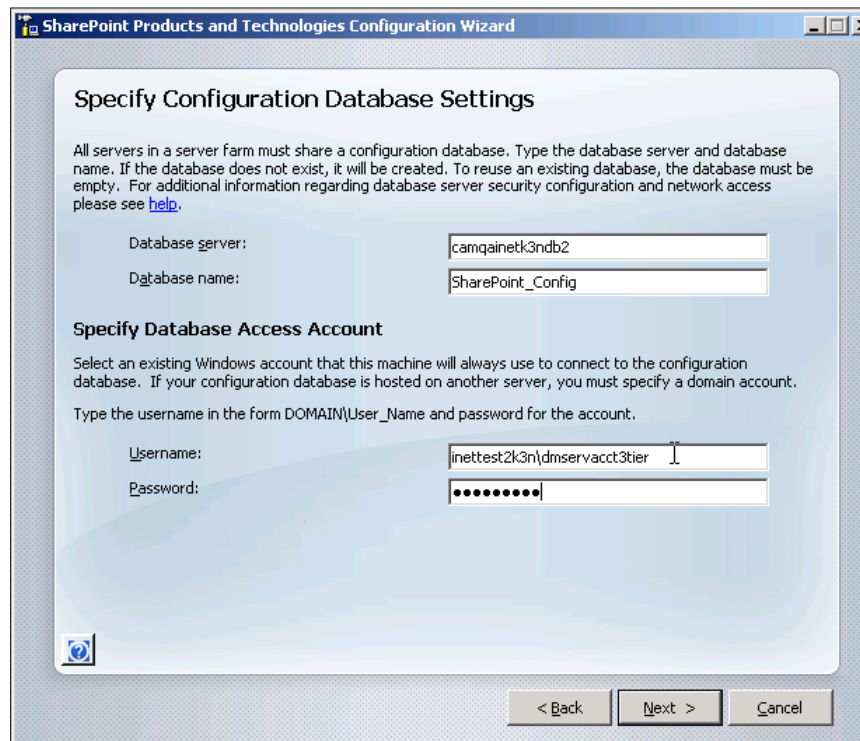 SharePoint Products and Technologies Configuration Wizard
Specify Configuration Database Settings
All servers in a server farm must share a configuration database. Type the database server and database
name. If the database does not exist, it will be created. To reuse an existing database, the database must be
empty.  For additional information regarding database server security configuration and network access
please see help.
Database server:
camqainetk3ndb2
Database name:
SharePoint_Config
Specify Database Access Account
Select an existing Windows account that this machine will always use to connect to the configuration
database.  If your configuration database is hosted on another server, you must specify a domain account.
Type the username in the form DOMAIN\User_Name and password for the account.
Username:
inettest2k3n\dmservacct3tier
Password:
●●●●●●●●●
< Back
Next >
Cancel